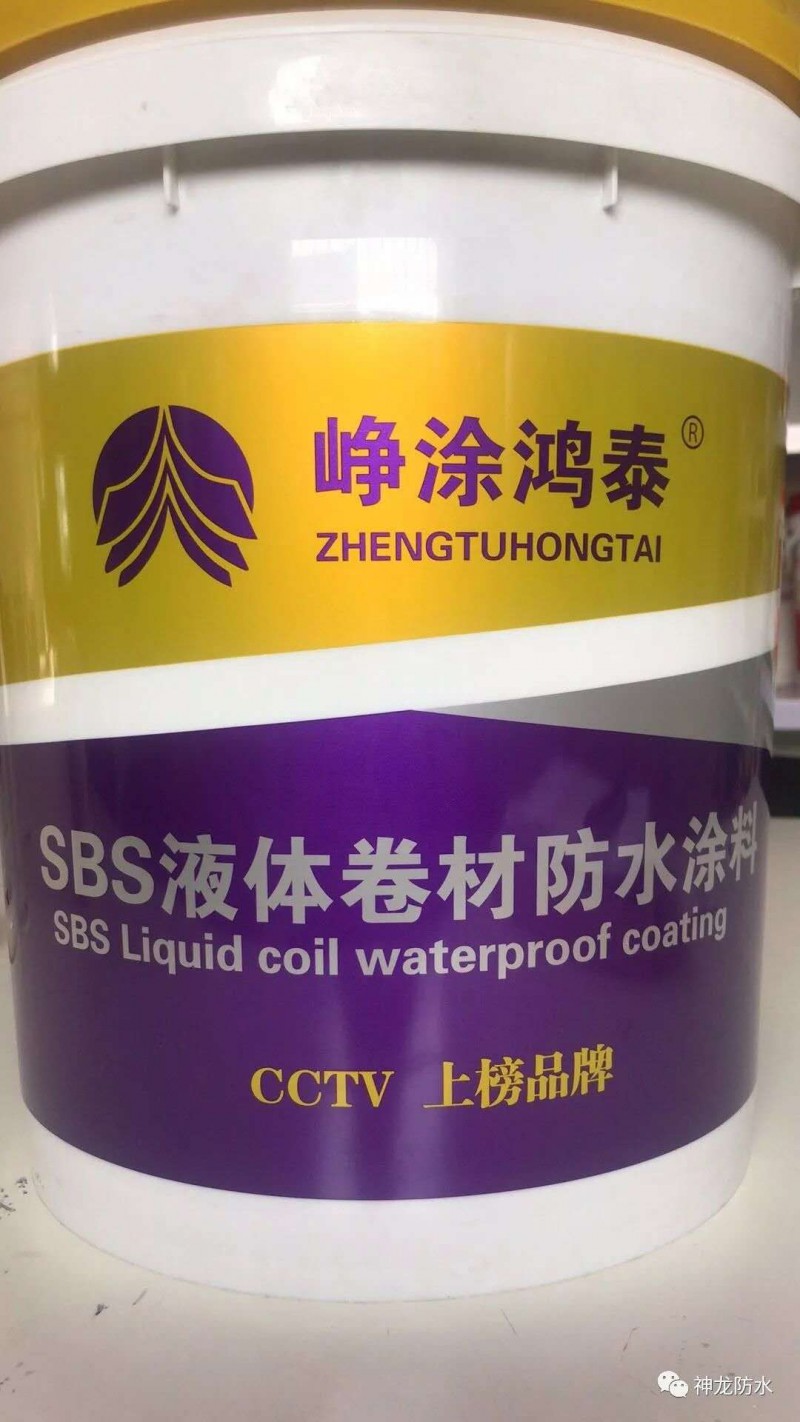 峥涂鸿泰®
ZHENGTUHONGTAI
SBS液体卷材防水涂料
SBS Liquid coil waterproof coating
CCTV 上榜品牌
神龙防水